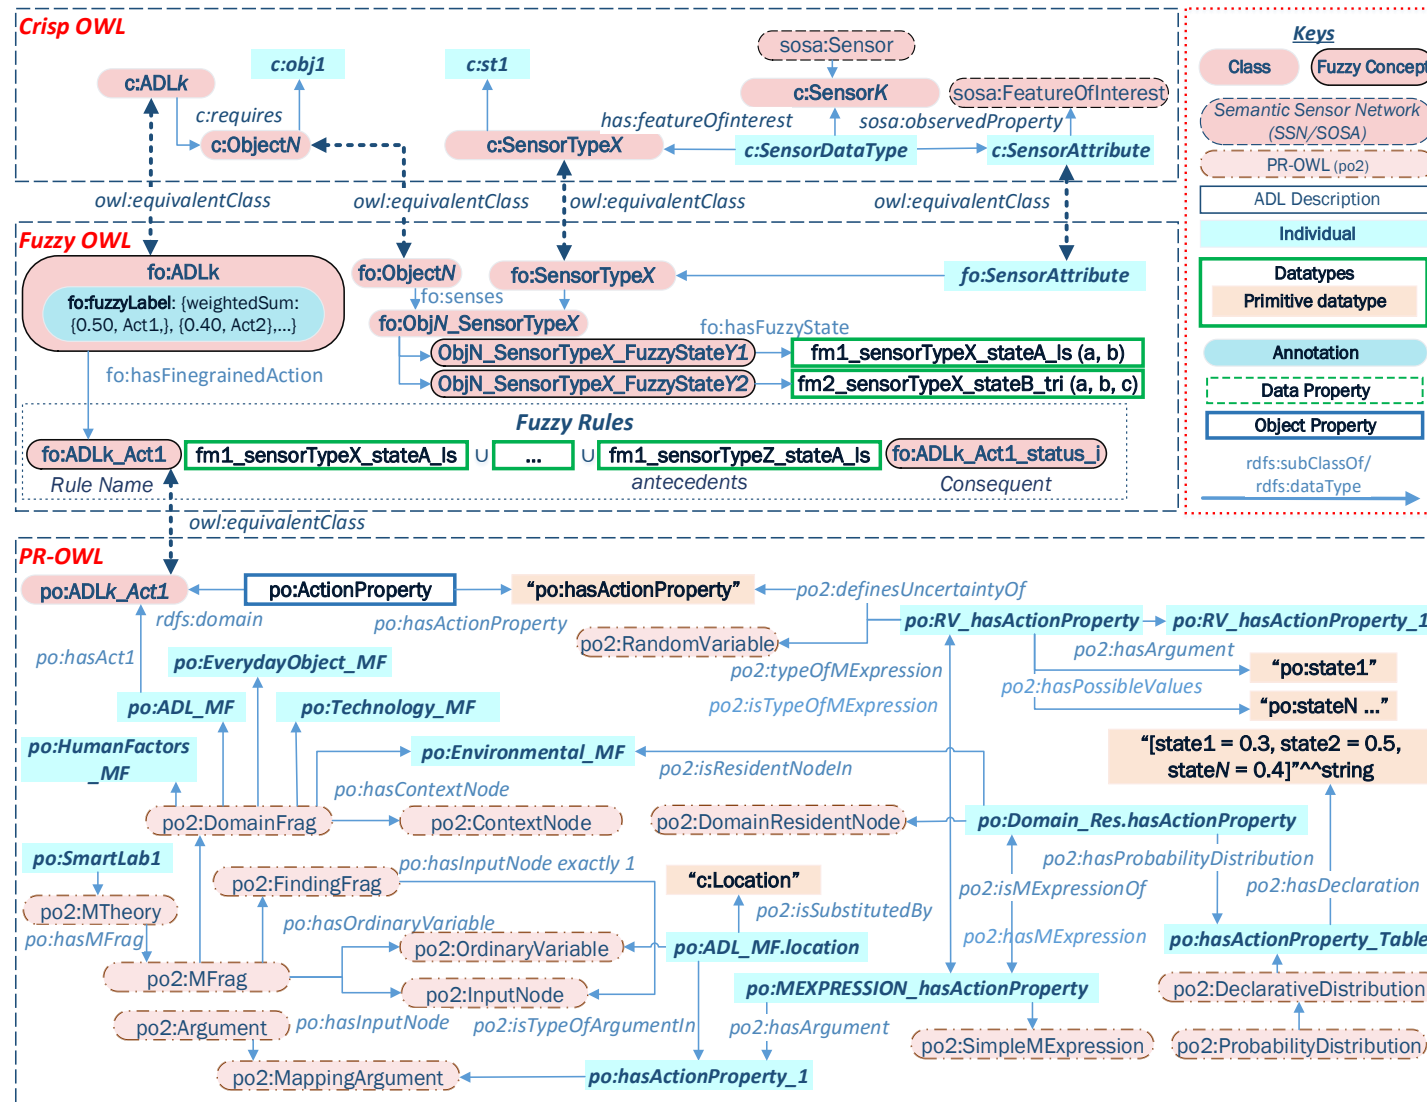 Crisp OWL
c:ADLk
c:obj1
c:requires
c:ObjectN
c:st1
c:SensorTypeX
sosa:Sensor
c:SensorK
sosa:FeatureOfInterest
has:featureOfinterest
sosa:observedProperty
c:SensorDataType
c:SensorAttribute
owl:equivalentClass
owl:equivalentClass
owl:equivalentClass
owl:equivalentClass
Keys
Class
Fuzzy Concept
Semantic Sensor Network
(SSN/SOSA)
PR-OWL (po2)
ADL Description
Individual
Datatypes
Primitive datatype
Annotation
Data Property
Object Property
rdfs:subClassOf/
rdfs:dataType
Fuzzy OWL
fo:ADLk
fo:fuzzyLabel: {weightedSum:
{0.50, Act1,}, {0.40, Act2},...}
fo:ObjectN
fo:SensorTypeX
fo:SensorAttribute
fo:senses
fo:ObjN_SensorTypeX
fo:hasFuzzyState
ObjN_SensorTypeX_FuzzyStateY1
fm1_sensorTypeX_stateA_ls (a, b)
ObjN_SensorTypeX_FuzzyStateY2
fm2_sensorTypeX_stateB_tri (a, b, c)
fo:hasFinegrainedAction
Fuzzy Rules
fo:ADLk_Act1
fm1_sensorTypeX_stateA_ls
∪
...
∪
fm1_sensorTypeZ_stateA_ls
fo:ADLk_Act1_status_i
Rule Name
antecedents
Consequent
owl:equivalentClass
PR-OWL
po:ADLk_Act1
po:ActionProperty
"po:hasActionProperty"
po2:definesUncertaintyOf
rdfs:domain
po:hasActionProperty
po2:RandomVariable
po:RV_hasActionProperty
po:RV_hasActionProperty_1
po2:hasArgument
po:hasAct1
po:EverydayObject_MF
po2:typeOfMExpression
po2:isTypeOfMExpression
po2:hasPossibleValues
"po:state1"
"po:stateN ..."
po:ADL_MF
po:Technology_MF
po:HumanFactors
_MF
po:Environmental_MF
po2:isResidentNodeIn
"[state1 = 0.3, state2 = 0.5,
stateN = 0.4]"^^string
po:hasContextNode
po2:DomainFrag
po2:ContextNode
po2:DomainResidentNode
po:Domain_Res.hasActionProperty
po:SmartLab1
po:hasInputNode exactly 1
po2:FindingFrag
"c:Location"
po2:hasProbabilityDistribution
po2:isMExpressionOf
po2:hasDeclaration
po2:MTheory
po:hasOrdinaryVariable
po2:isSubstitutedBy
po:hasMFrag
po2:OrdinaryVariable
po:ADL_MF.location
po2:hasMExpression
po:hasActionProperty_Table
po2:MFrag
po2:InputNode
po:MEXPRESSION_hasActionProperty
po2:DeclarativeDistribution
po2:Argument
po:hasInputNode
po2:isTypeOfArgumentIn
po2:hasArgument
po2:SimpleMExpression
po2:ProbabilityDistribution
po2:MappingArgument
po:hasActionProperty_1